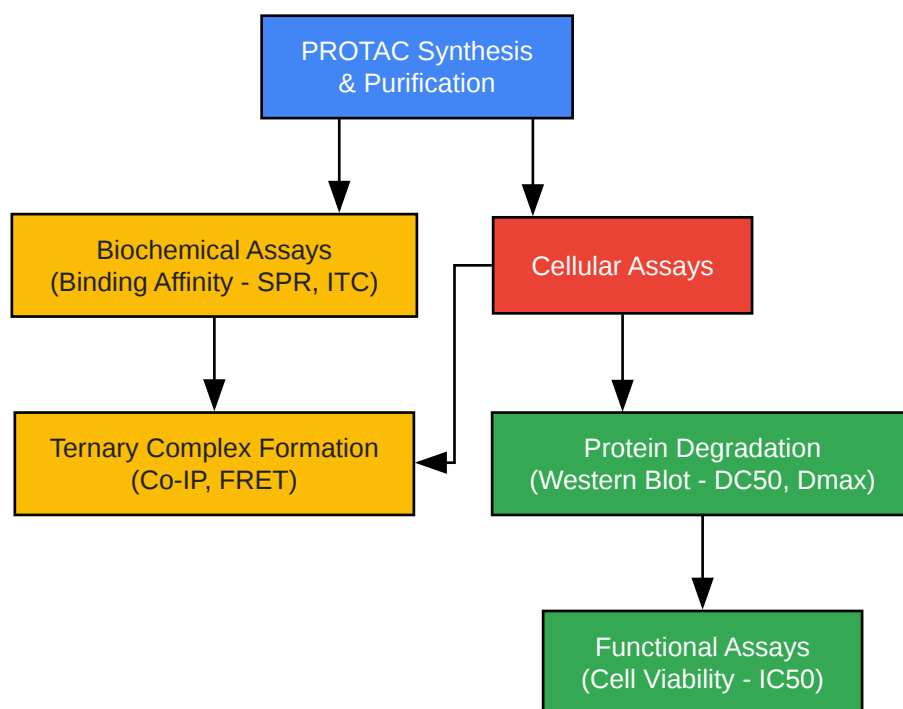 PROTAC Synthesis
& Purification
Biochemical Assays
(Binding Affinity - SPR, ITC)
Cellular Assays
Ternary Complex Formation
(Co-IP, FRET)
Protein Degradation
(Western Blot - DC50, Dmax)
Functional Assays
(Cell Viability - IC50)